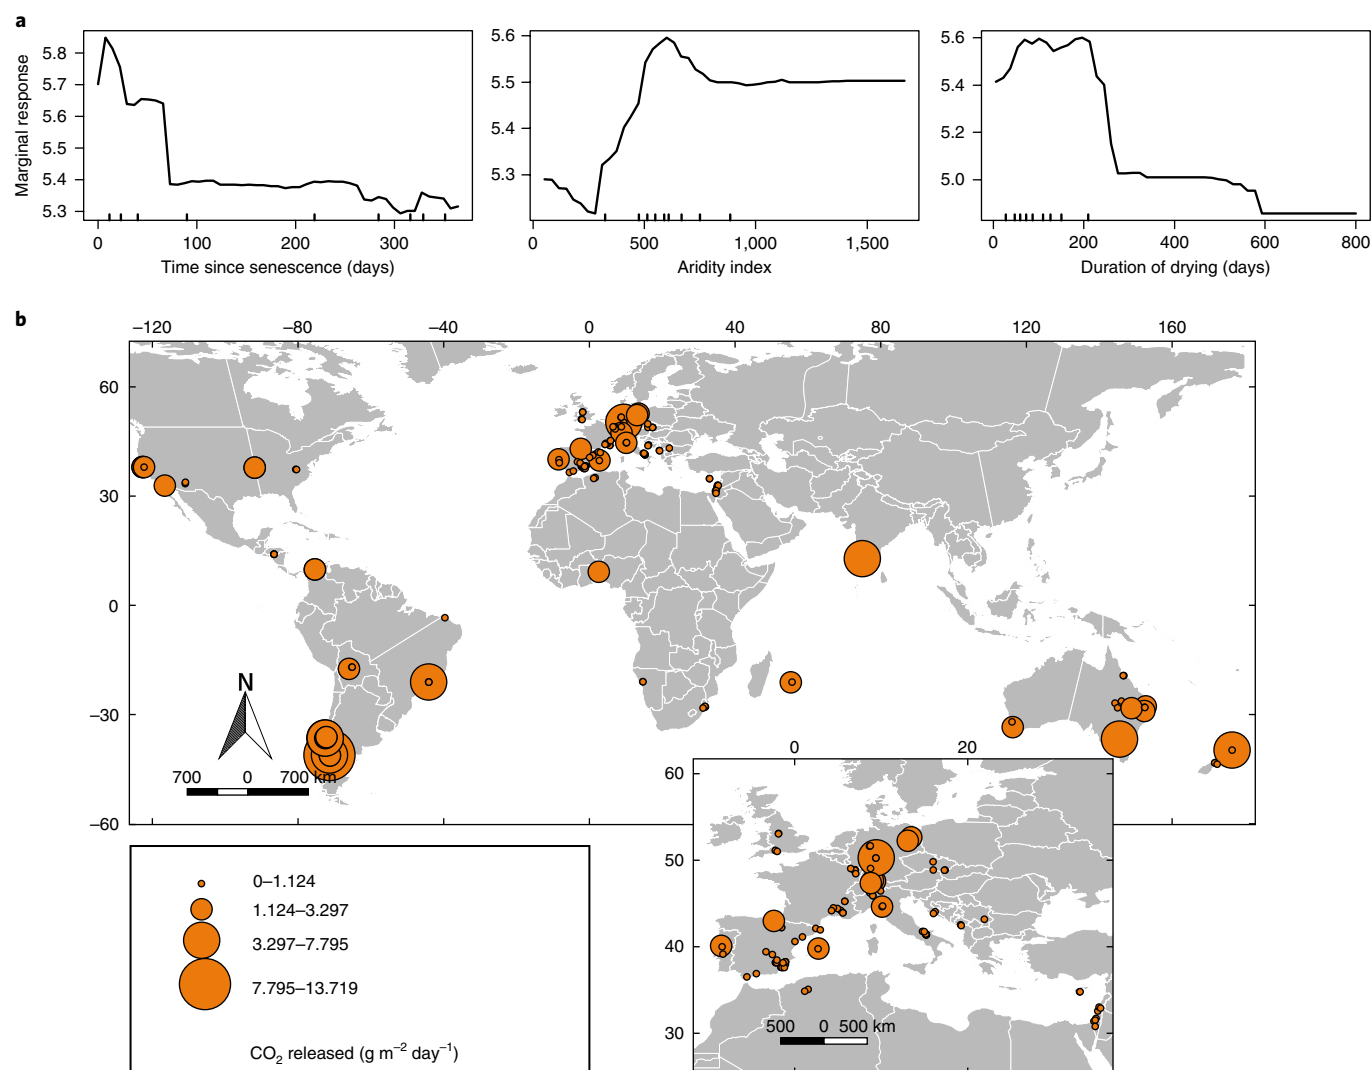 a
Marginal response
5.8
5.7
5.6
5.5
5.4
5.3
0 100 200 300
Time since senescence (days)
5.6
5.5
5.4
5.3
0 500 1,000 1,500
Aridity index
5.6
5.4
5.2
5.0
0 200 400 600 800
Duration of drying (days)
b
–120 –80 –40 0 40 80 120 160
60
30
0
–30
–60
N
700 0 700 km
0 20
60
50
40
30
500 0 500 km
0–1.124
1.124–3.297
3.297–7.795
7.795–13.719
CO₂ released (g m⁻² day⁻¹)